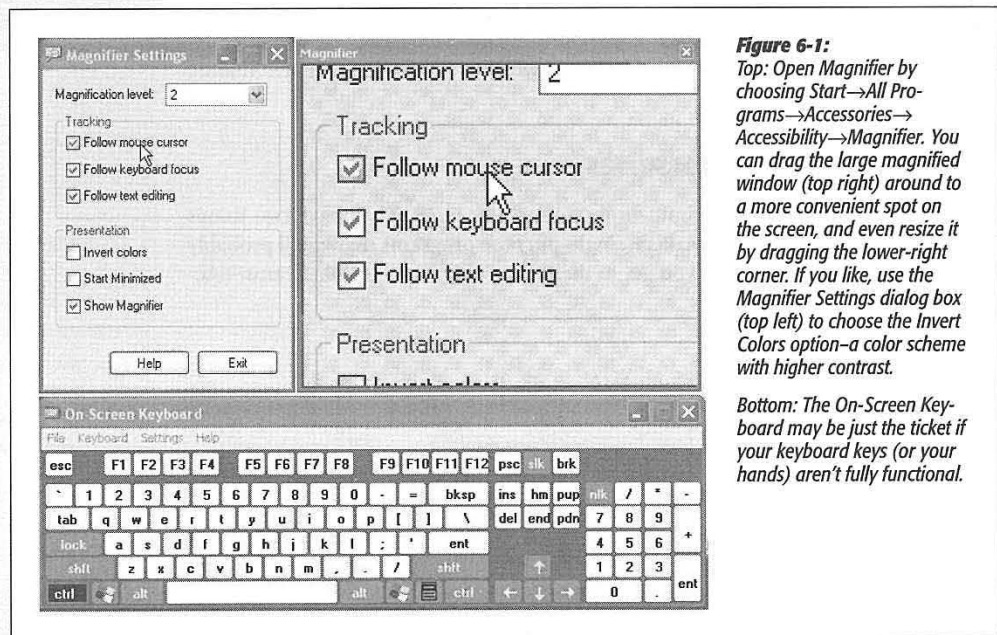 Magnifier Settings
Magnification level: 2
Tracking
Follow mouse cursor
Follow keyboard focus
Follow text editing
Presentation
Invert colors
Start Minimized
Show Magnifier
Help Exit
Magnifier
Magnification level: 2
Tracking
Follow mouse cursor
Follow keyboard focus
Follow text editing
Presentation
Invert colors
On-Screen Keyboard
File Keyboard Settings Help
esc F1 F2 F3 F4 F5 F6 F7 F8 F9 F10 F11 F12 psc slk brk
` 1 2 3 4 5 6 7 8 9 0 - = bksp ins hm pup nlk / * -
tab q w e r t y u i o p [ ] \ del end pdn 7 8 9 +
lock a s d f g h j k l ; ' ent 4 5 6
shft z x c v b n m , . / shft ↑ 1 2 3 ent
ctrl alt alt ctrl ← ↓ → 0 .
Figure 6-1:
Top: Open Magnifier by
choosing Start→All Pro-
grams→Accessories→
Accessibility→Magnifier. You
can drag the large magnified
window (top right) around to
a more convenient spot on
the screen, and even resize it
by dragging the lower-right
corner. If you like, use the
Magnifier Settings dialog box
(top left) to choose the Invert
Colors option–a color scheme
with higher contrast.
Bottom: The On-Screen Key-
board may be just the ticket if
your keyboard keys (or your
hands) aren't fully functional.